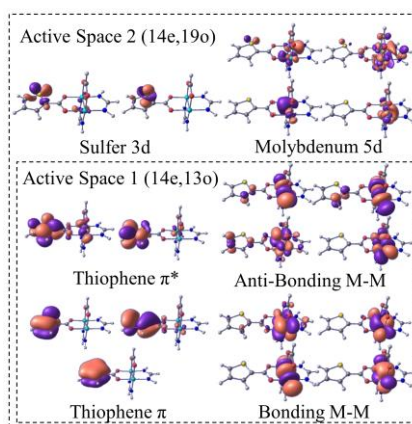 Active Space 2 (14e,19o)
Sulfer 3d
Molybdenum 5d
Active Space 1 (14e,13o)
Thiophene π*
Anti-Bonding M-M
Thiophene π
Bonding M-M